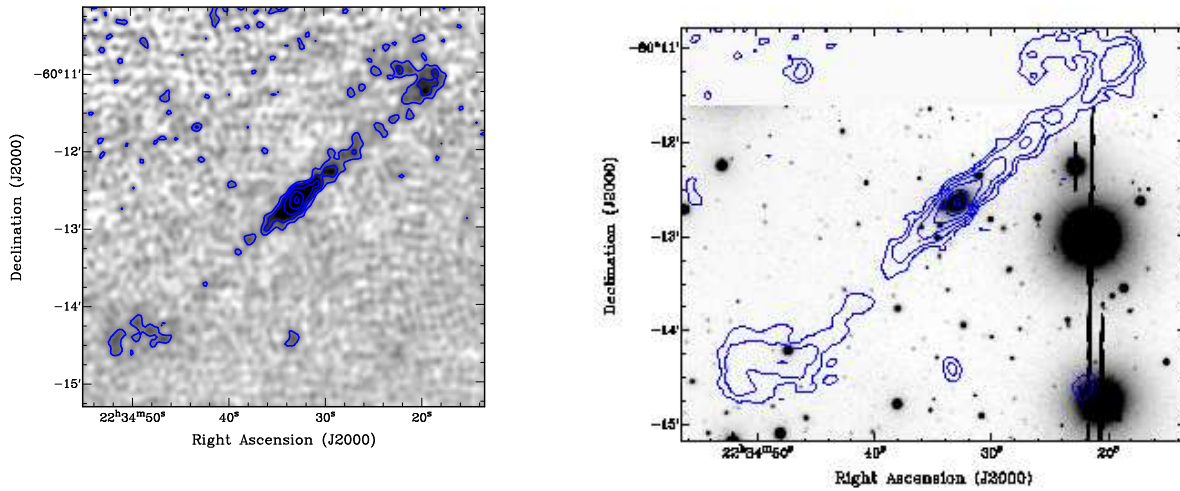 -60°11'
-12'
-13'
-14'
-15'
22ʰ34ᵐ50ˢ 40ˢ 30ˢ 20ˢ
Right Ascension (J2000)
Declination (J2000)
-60°11'
-12'
-13'
-14'
-15'
22ʰ34ᵐ50ˢ 40ˢ 30ˢ 20ˢ
Right Ascension (J2000)
Declination (J2000)